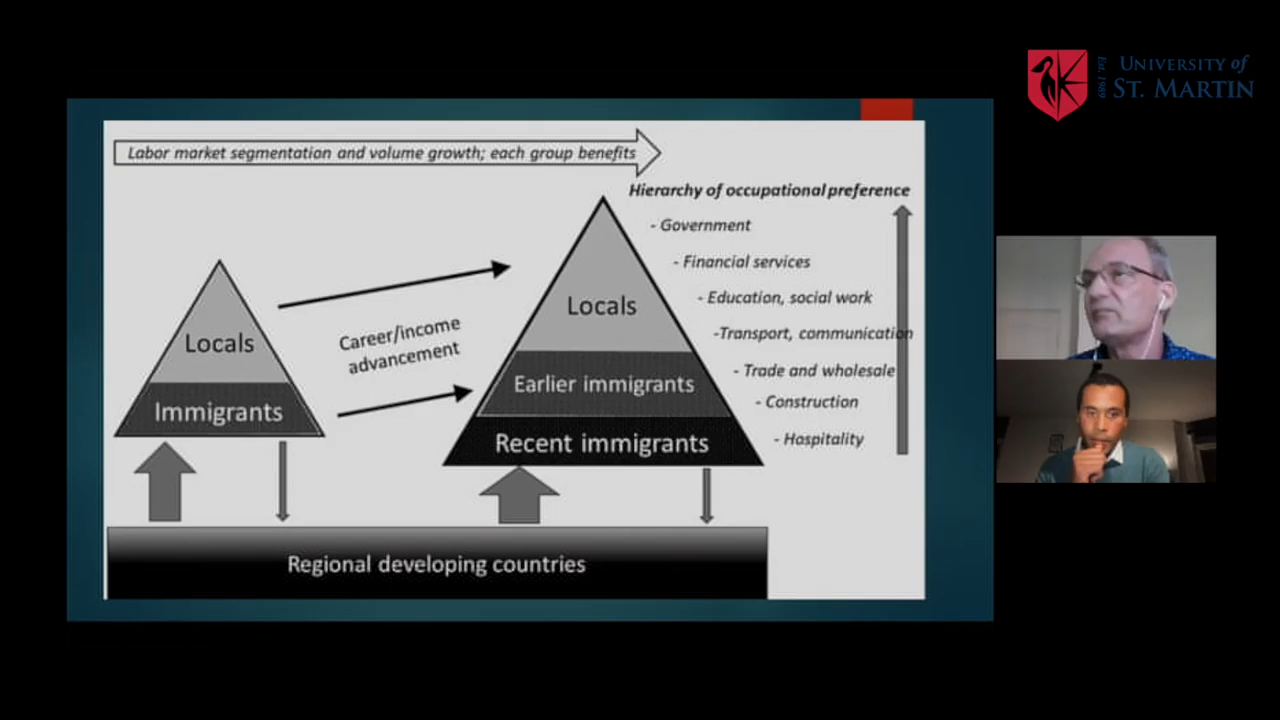 University of
St. Martin
Est. 1989
Labor market segmentation and volume growth; each group benefits
Hierarchy of occupational preference
- Government
- Financial services
- Education, social work
-Transport, communication
- Trade and wholesale
- Construction
- Hospitality
Locals
Immigrants
Career/income
advancement
Locals
Earlier immigrants
Recent immigrants
Regional developing countries